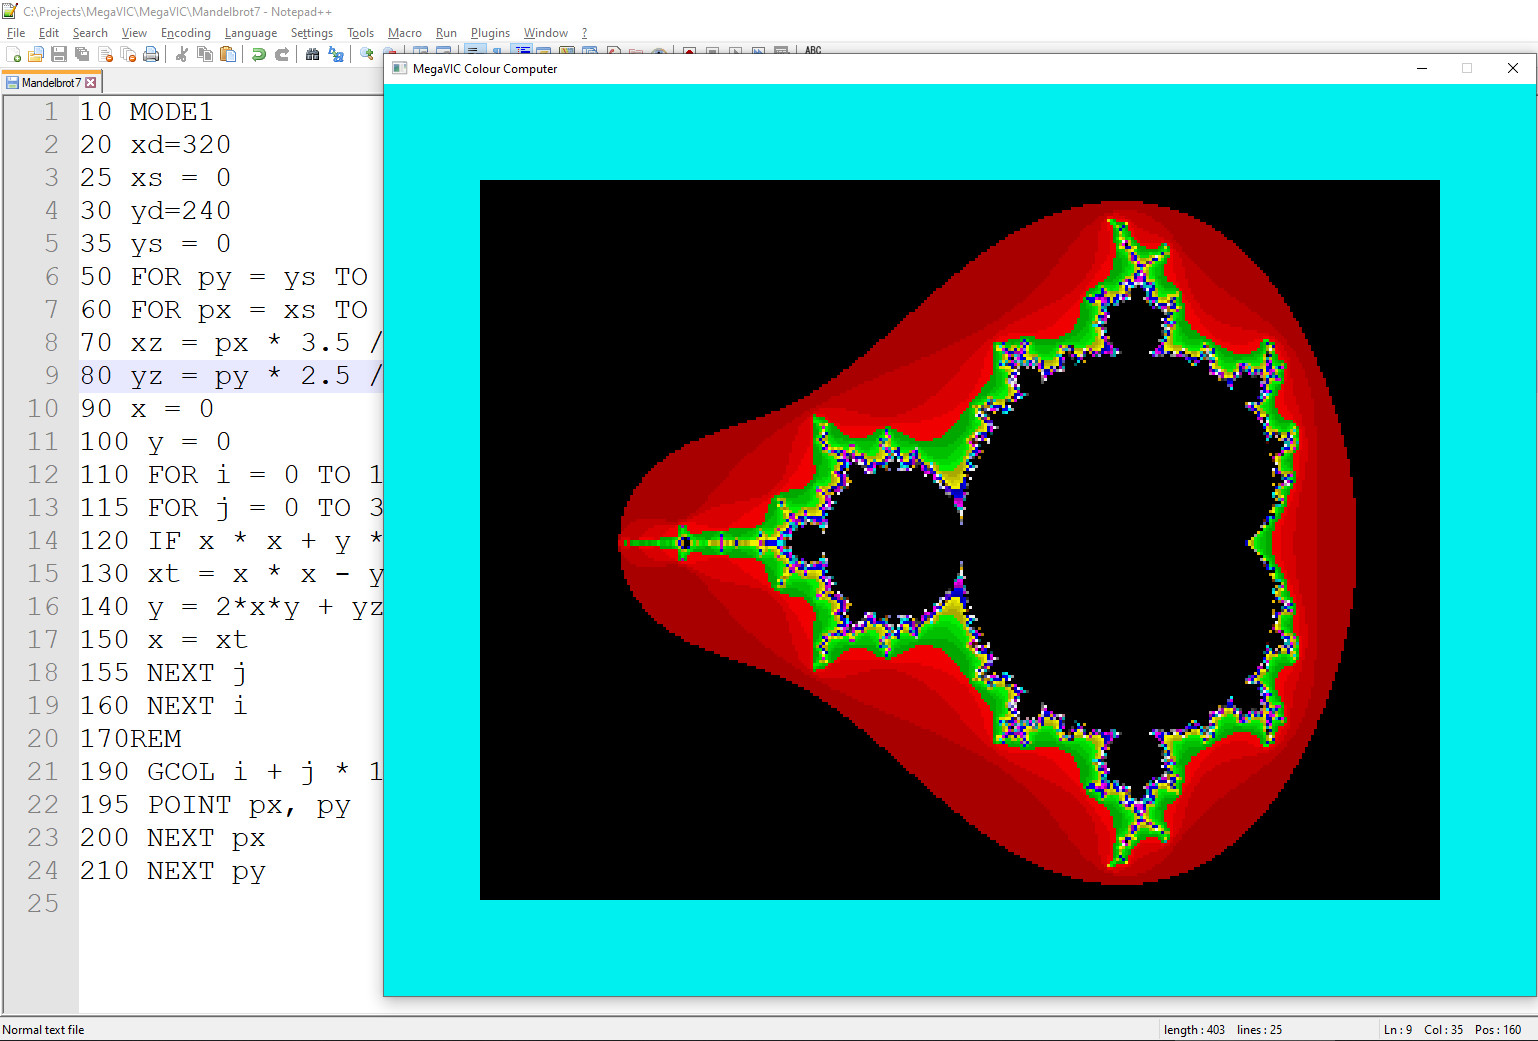 C:\Projects\MegaVIC\MegaVIC\Mandelbrot7 - Notepad++
File Edit Search View Encoding Language Settings Tools Macro Run Plugins Window ?
ABC
MegaVIC Colour Computer
Mandelbrot7
1 10 MODE1
2 20 xd=320
3 25 xs = 0
4 30 yd=240
5 35 ys = 0
6 50 FOR py = ys TO
7 60 FOR px = xs TO
8 70 xz = px * 3.5 /
9 80 yz = py * 2.5 /
10 90 x = 0
11 100 y = 0
12 110 FOR i = 0 TO 1
13 115 FOR j = 0 TO 3
14 120 IF x * x + y *
15 130 xt = x * x - y
16 140 y = 2*x*y + yz
17 150 x = xt
18 155 NEXT j
19 160 NEXT i
20 170REM
21 190 GCOL i + j * 1
22 195 POINT px, py
23 200 NEXT px
24 210 NEXT py
25
Normal text file length : 403 lines : 25 Ln : 9 Col : 35 Pos : 160